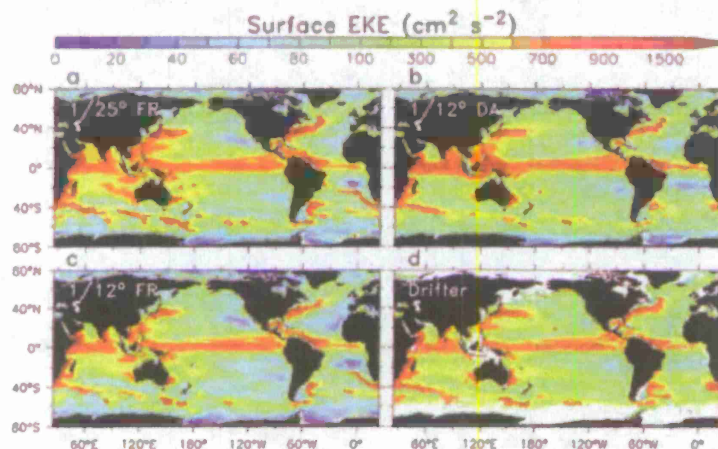 Surface EKE (cm² s⁻²)
0 20 40 60 80 100 300 500 700 900 1500
a b
80°N
1/25° FR 1/12° DA
40°N
0°
40°S
80°S
c d
80°N
1/12° FR Drifter
40°N
0°
40°S
80°S
60°E 120°E 180° 120°W 60°W 0° 60°E 120°E 180° 120°W 60°W 0°